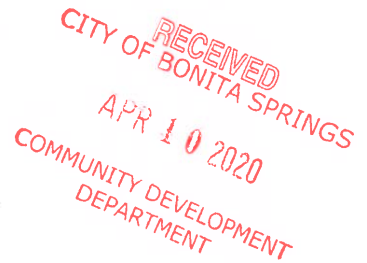 RECEIVED
CITY OF BONITA SPRINGS
APR 10 2020
COMMUNITY DEVELOPMENT
DEPARTMENT